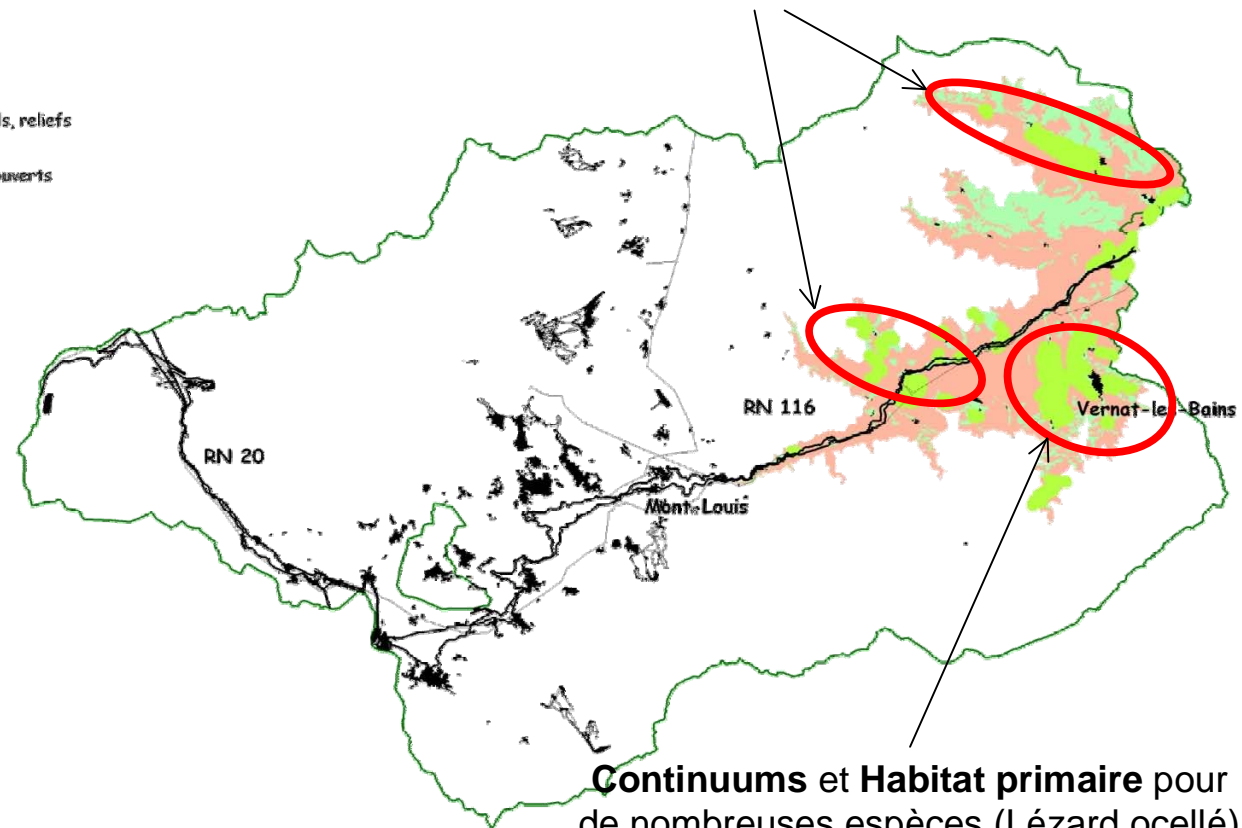 s, reliefs
ouverts
RN 116
Vernat-les-Bains
RN 20
Mont-Louis
Continuums et Habitat primaire pour
de nombreuses espèces (Lézard ocellé)